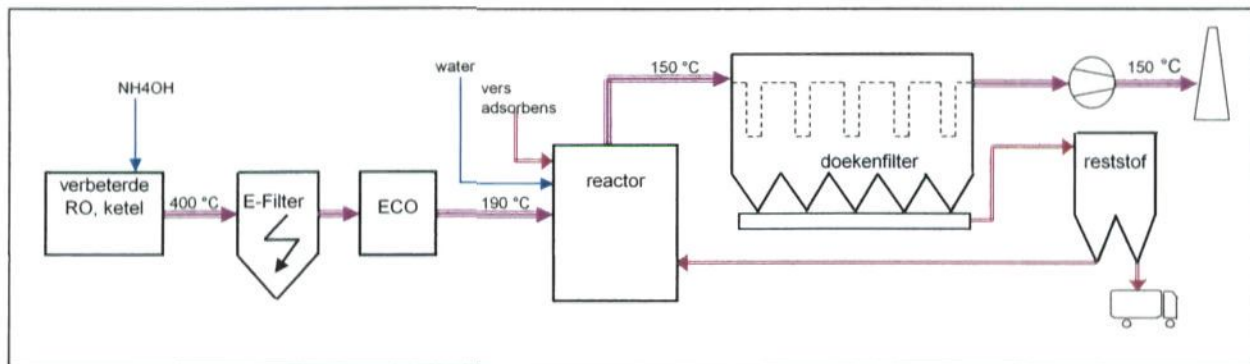 NH4OH
verbeterde
RO, ketel
400 °C
E-Filter
ECO
190 °C
water
vers
adsorbens
reactor
150 °C
doekenfilter
150 °C
reststof